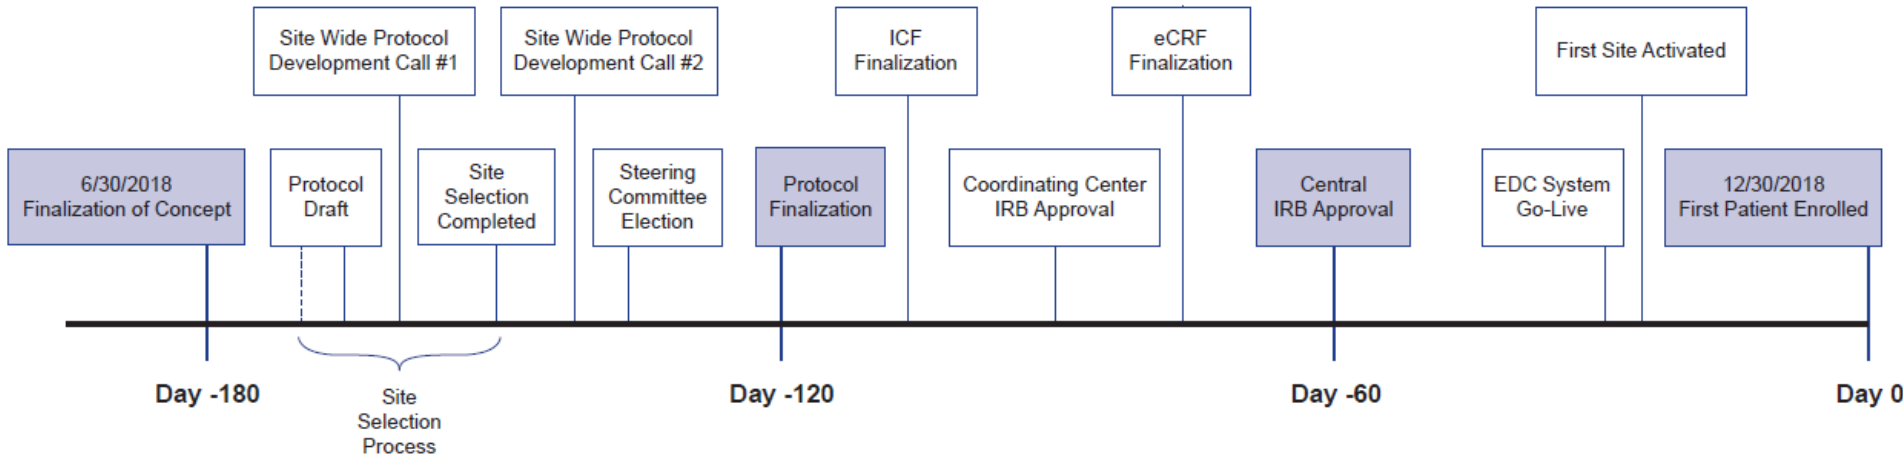 Site Wide Protocol
Development Call #1
Site Wide Protocol
Development Call #2
ICF
Finalization
eCRF
Finalization
First Site Activated
6/30/2018
Finalization of Concept
Protocol
Draft
Site
Selection
Completed
Steering
Committee
Election
Protocol
Finalization
Coordinating Center
IRB Approval
Central
IRB Approval
EDC System
Go-Live
12/30/2018
First Patient Enrolled
Day -180
Day -120
Day -60
Day 0
Site
Selection
Process